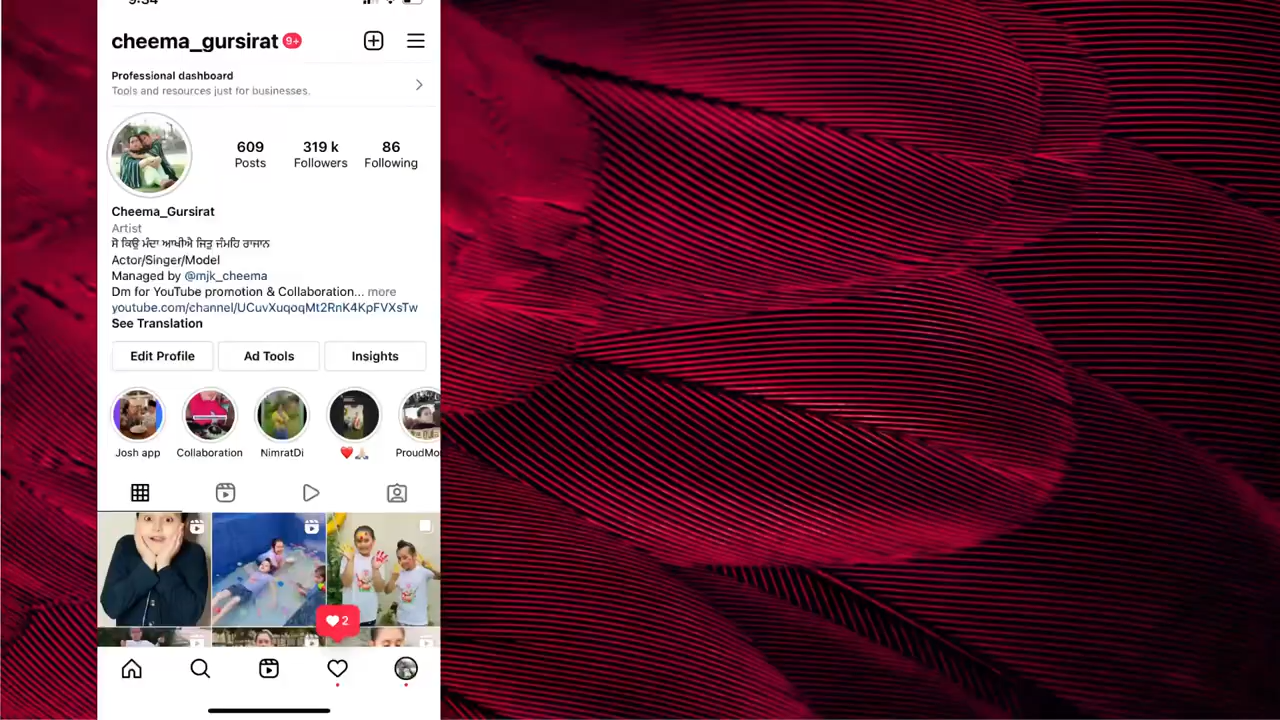 cheema_gursirat 9+
Professional dashboard
Tools and resources just for businesses.
609 319 k 86
Posts Followers Following
Cheema_Gursirat
Artist
ਸੋ ਕਿਉ ਮੰਦਾ ਆਖੀਐ ਜਿਤੁ ਜੰਮਹਿ ਰਾਜਾਨ
Actor/Singer/Model
Managed by @mjk_cheema
Dm for YouTube promotion & Collaboration... more
youtube.com/channel/UCuvXuqoqMt2RnK4KpFVXsTw
See Translation
Edit Profile Ad Tools Insights
Josh app Collaboration NimratDi ❤️🙏🏻 ProudMo
2